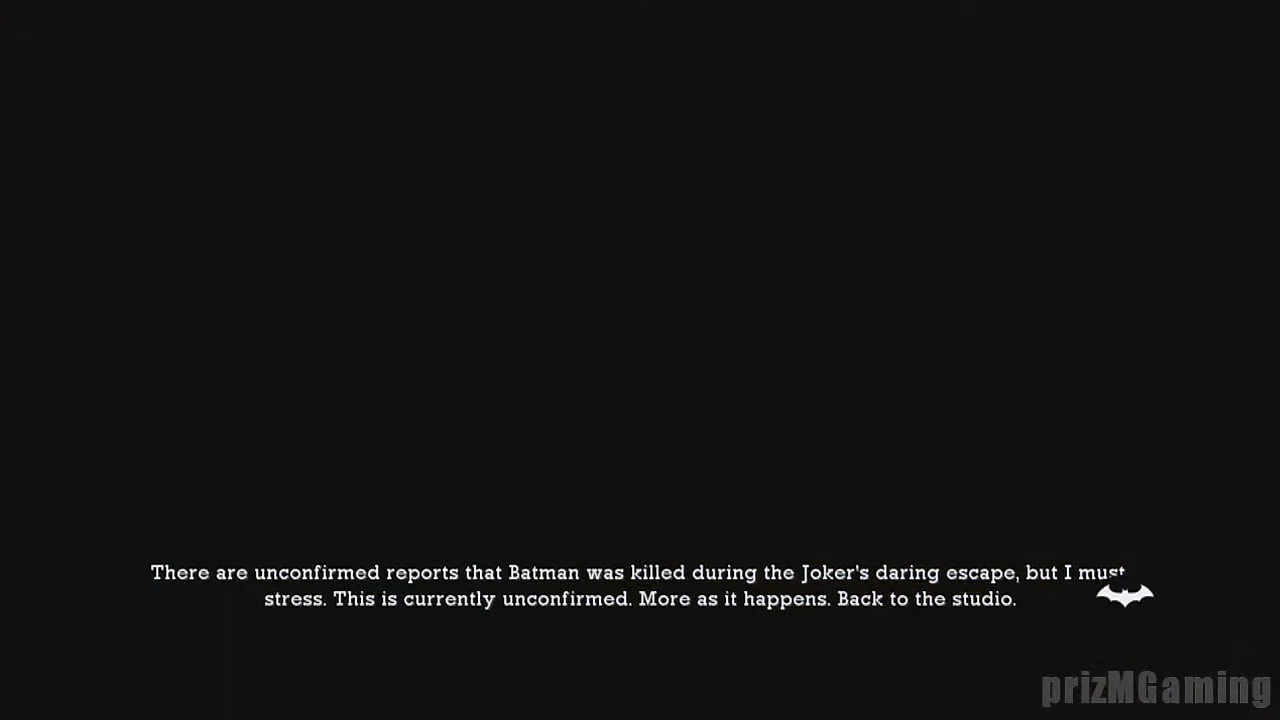 There are unconfirmed reports that Batman was killed during the Joker's daring escape, but I must
stress. This is currently unconfirmed. More as it happens. Back to the studio.
prizMGaming